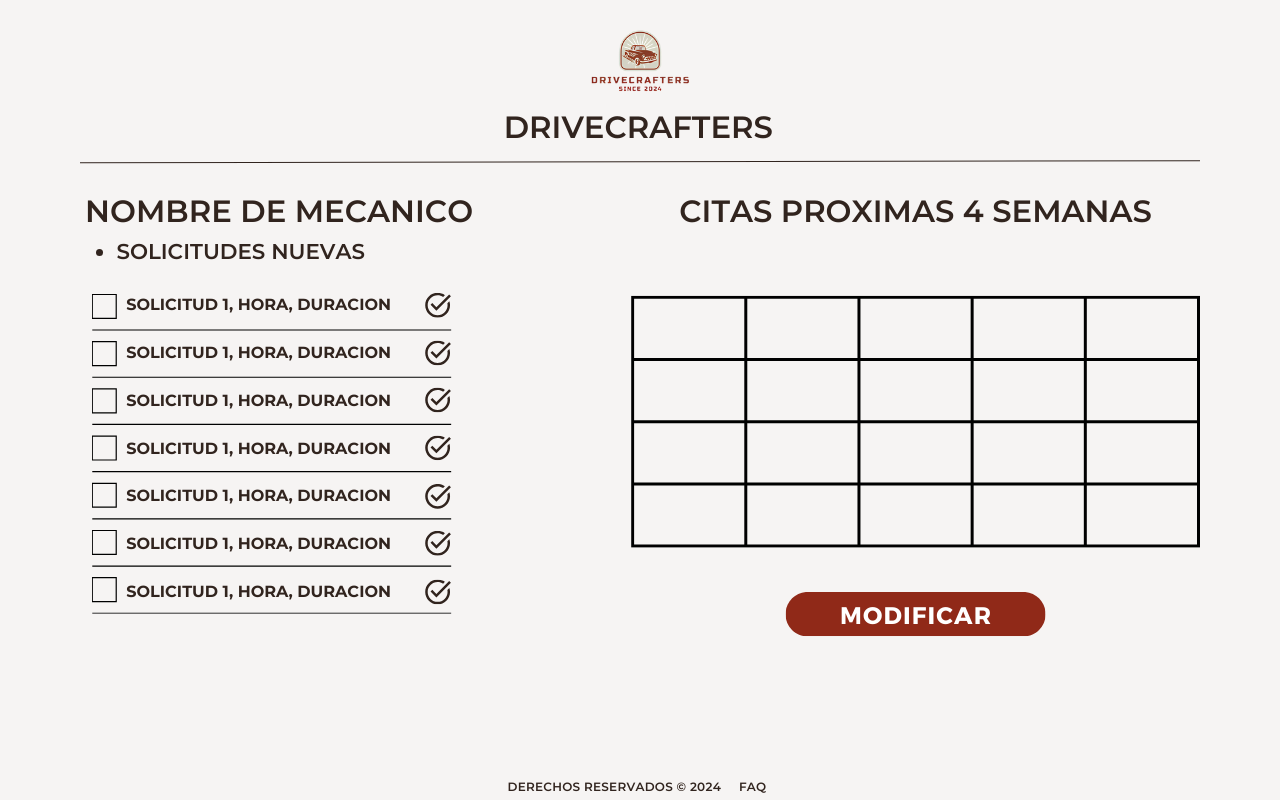 DRIVECRAFTERS
SINCE 2024
DRIVECRAFTERS
NOMBRE DE MECANICO
• SOLICITUDES NUEVAS
SOLICITUD 1, HORA, DURACION
SOLICITUD 1, HORA, DURACION
SOLICITUD 1, HORA, DURACION
SOLICITUD 1, HORA, DURACION
SOLICITUD 1, HORA, DURACION
SOLICITUD 1, HORA, DURACION
SOLICITUD 1, HORA, DURACION
CITAS PROXIMAS 4 SEMANAS
MODIFICAR
DERECHOS RESERVADOS © 2024 FAQ